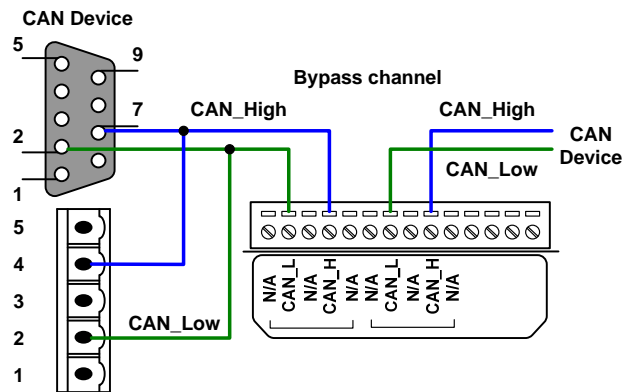 CAN Device
5
9
Bypass channel
7
CAN_High
CAN_High
2
CAN
Device
CAN_Low
1
5
4
3
CAN_Low
2
1
N/A
CAN_L
N/A
CAN_H
N/A
N/A
CAN_L
N/A
CAN_H
N/A